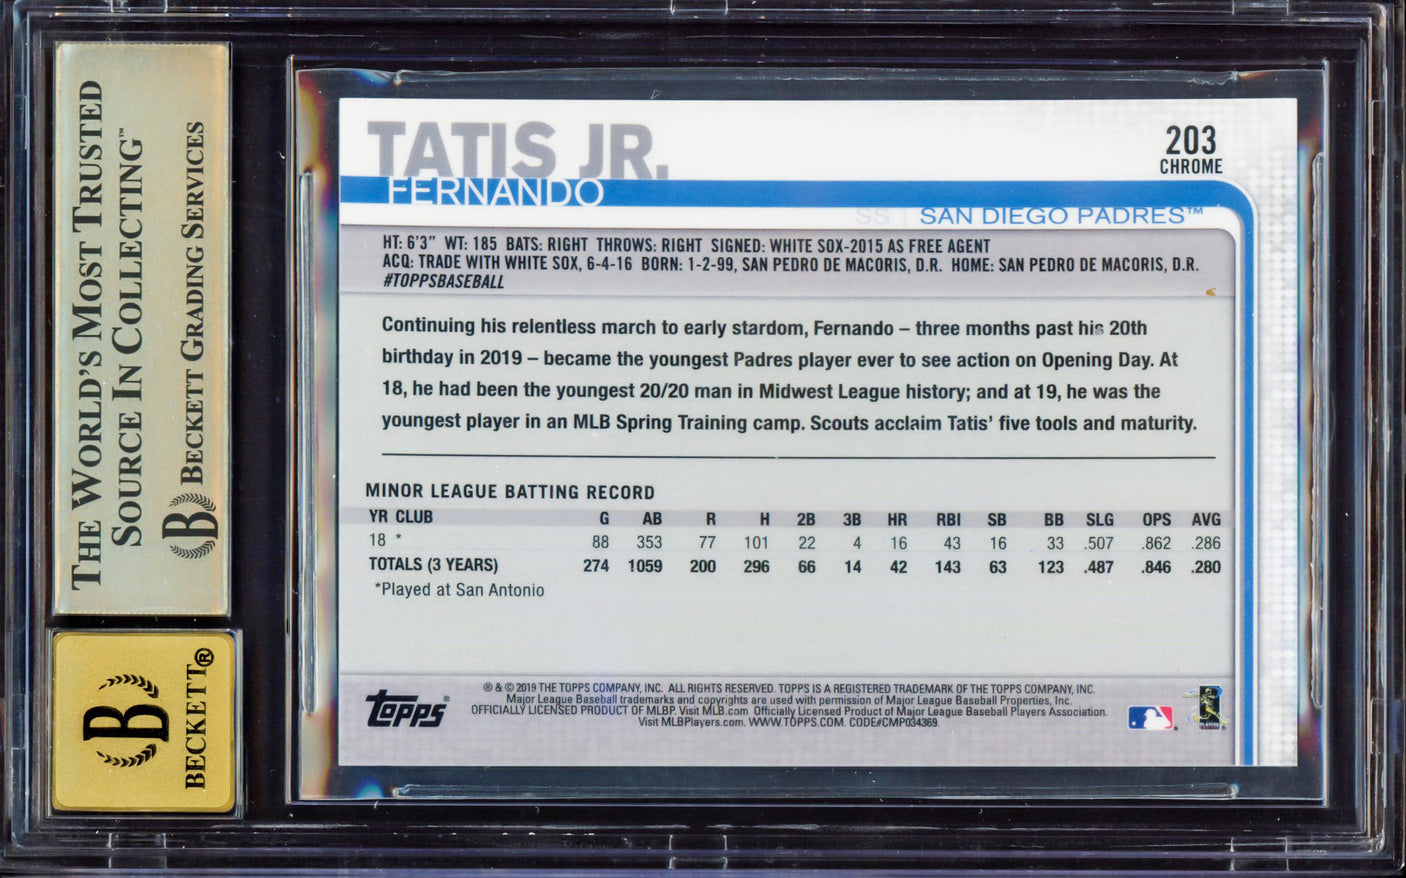 THE WORLD'S MOST TRUSTED
SOURCE IN COLLECTING™
B BECKETT GRADING SERVICES
B
BECKETT®
TATIS JR.
FERNANDO
203
CHROME
SS | SAN DIEGO PADRES™
HT: 6'3" WT: 185 BATS: RIGHT THROWS: RIGHT SIGNED: WHITE SOX-2015 AS FREE AGENT
ACQ: TRADE WITH WHITE SOX, 6-4-16 BORN: 1-2-99, SAN PEDRO DE MACORIS, D.R. HOME: SAN PEDRO DE MACORIS, D.R.
#TOPPSBASEBALL
Continuing his relentless march to early stardom, Fernando – three months past his 20th
birthday in 2019 – became the youngest Padres player ever to see action on Opening Day. At
18, he had been the youngest 20/20 man in Midwest League history; and at 19, he was the
youngest player in an MLB Spring Training camp. Scouts acclaim Tatis' five tools and maturity.
MINOR LEAGUE BATTING RECORD
YR CLUB G AB R H 2B 3B HR RBI SB BB SLG OPS AVG
18 * 88 353 77 101 22 4 16 43 16 33 .507 .862 .286
TOTALS (3 YEARS) 274 1059 200 296 66 14 42 143 63 123 .487 .846 .280
*Played at San Antonio
TOPPS®
® & © 2019 THE TOPPS COMPANY, INC. ALL RIGHTS RESERVED. TOPPS IS A REGISTERED TRADEMARK OF THE TOPPS COMPANY, INC.
Major League Baseball trademarks and copyrights are used with permission of Major League Baseball Properties, Inc.
OFFICIALLY LICENSED PRODUCT OF MLBP. Visit MLB.com Officially Licensed Product of Major League Baseball Players Association.
Visit MLBPlayers.com. WWW.TOPPS.COM. CODE#CMP034369.
PLAYERS